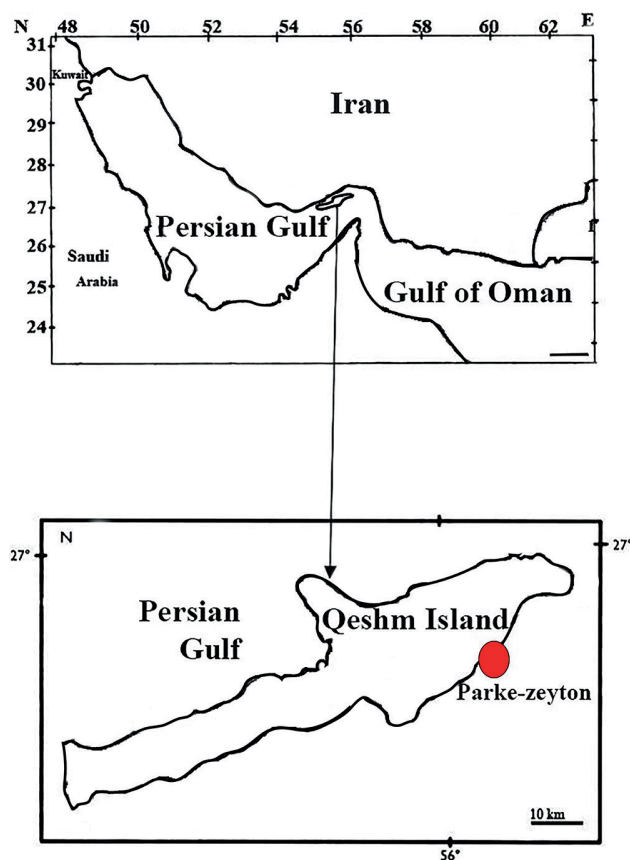 N 48 50 52 54 56 58 60 62 E
31
30
29
28
27
26
25
24
Kuwait
Iran
Persian Gulf
Saudi
Arabia
Gulf of Oman
N
27°
27°
Persian
Gulf
Qeshm Island
Parke-zeyton
10 km
56°